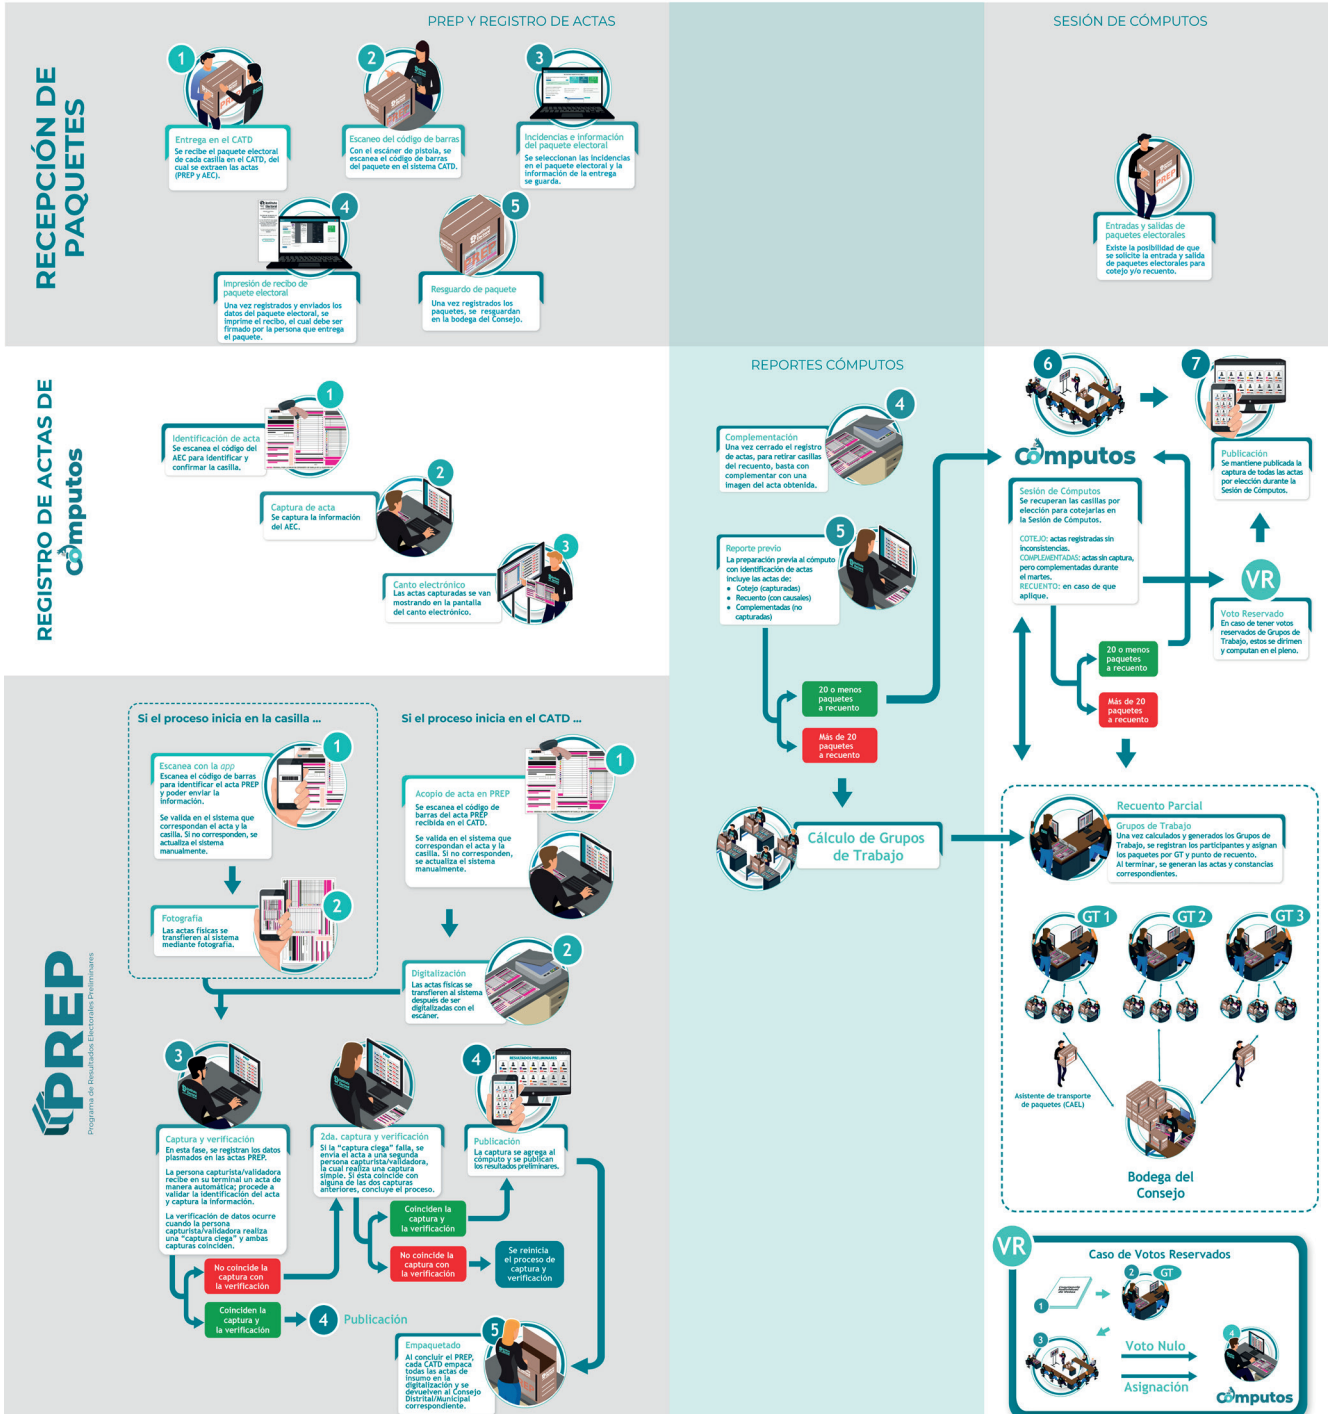 PREP Y REGISTRO DE ACTAS
SESIÓN DE CÓMPUTOS
RECEPCIÓN DE
PAQUETES
1
Entrega en el CATD
Se recibe el paquete electoral
de cada casilla en el CATD, del
cual se extraen las actas
(PREP y AEC).
2
Escaneo del código de barras
Con el escáner de pistola, se
escanea el código de barras
del paquete en el sistema CATD.
3
Incidencias e información
del paquete electoral
Se seleccionan las incidencias
en el paquete electoral y la
información de la entrega
se guarda.
4
Impresión de recibo de
paquete electoral
Una vez registrados y enviados los
datos del paquete electoral, se
imprime el recibo, el cual debe ser
firmado por la persona que entrega
el paquete.
5
Resguardo de paquete
Una vez registrados los
paquetes, se resguardan
en la bodega del Consejo.
Entradas y salidas de
paquetes electorales
Existe la posibilidad de que
se solicite la entrada y salida
de paquetes electorales para
cotejo y/o recuento.
REGISTRO DE ACTAS DE
Cómputos
1
Identificación de acta
Se escanea el código del
AEC para identificar y
confirmar la casilla.
2
Captura de acta
Se captura la información
del AEC.
3
Canto electrónico
Las actas capturadas se van
mostrando en la pantalla
del canto electrónico.
REPORTES CÓMPUTOS
4
Complementación
Una vez cerrado el registro
de actas, para retirar casillas
del recuento, basta con
complementar con una
imagen del acta obtenida.
5
Reporte previo
La preparación previa al cómputo
con identificación de actas
incluye las actas de:
• Cotejo (capturadas)
• Recuento (con causales)
• Complementadas (no
capturadas)
20 o menos
paquetes
a recuento
Más de 20
paquetes
a recuento
Cálculo de Grupos
de Trabajo
6
Cómputos
Sesión de Cómputos
Se recuperan las casillas por
elección para cotejarlas en
la Sesión de Cómputos.
COTEJO: actas registradas sin
inconsistencias.
COMPLEMENTADAS: actas sin captura,
pero complementadas durante
el martes.
RECUENTO: en caso de que
aplique.
20 o menos
paquetes
a recuento
Más de 20
paquetes
a recuento
7
Publicación
Se mantiene publicada la
captura de todas las actas
por elección durante la
Sesión de Cómputos.
VR
Voto Reservado
En caso de tener votos
reservados de Grupos de
Trabajo, estos se dirimen
y computan en el pleno.
Recuento Parcial
Grupos de Trabajo
Una vez calculados y generados los Grupos de
Trabajo, se registran los participantes y asignan
los paquetes por GT y punto de recuento.
Al terminar, se generan las actas y constancias
correspondientes.
GT 1
GT 2
GT 3
Asistente de transporte
de paquetes (CAEL)
Bodega del
Consejo
VR
Caso de Votos Reservados
1
2
GT
3
Voto Nulo
Asignación
4
Cómputos
PREP
Programa de Resultados Electorales Preliminares
Si el proceso inicia en la casilla ...
1
Escanea con la app
Escanea el código de barras
para identificar el acta PREP
y poder enviar la
información.
Se valida en el sistema que
correspondan el acta y la
casilla. Si no corresponden, se
actualiza el sistema
manualmente.
2
Fotografía
Las actas físicas se
transfieren al sistema
mediante fotografía.
Si el proceso inicia en el CATD ...
1
Acopio de acta en PREP
Se escanea el código de
barras del acta PREP
recibida en el CATD.
Se valida en el sistema que
correspondan el acta y la
casilla. Si no corresponden,
se actualiza el sistema
manualmente.
2
Digitalización
Las actas físicas se
transfieren al sistema
después de ser
digitalizadas con el
escáner.
3
Captura y verificación
En esta fase, se registran los datos
plasmados en las actas PREP.
La persona capturista/validadora
recibe en su terminal un acta de
manera automática; procede a
validar la identificación del acta
y captura la información.
La verificación de datos ocurre
cuando la persona
capturista/validadora realiza
una “captura ciega” y ambas
capturas coinciden.
No coincide la
captura con
la verificación
Coinciden la
captura y
la verificación
4 Publicación
2da. captura y verificación
Si la “captura ciega” falla, se
envía el acta a una segunda
persona capturista/validadora,
la cual realiza una captura
simple. Si ésta coincide con
alguna de las dos capturas
anteriores, concluye el proceso.
Coinciden la
captura y
la verificación
No coincide la
captura con
la verificación
Se reinicia
el proceso de
captura y
verificación
4
RESULTADOS PRELIMINARES
Publicación
La captura se agrega al
cómputo y se publican
los resultados preliminares.
5
Empaquetado
Al concluir el PREP,
cada CATD empaca
todas las actas de
insumo en la
digitalización y se
devuelven al Consejo
Distrital/Municipal
correspondiente.